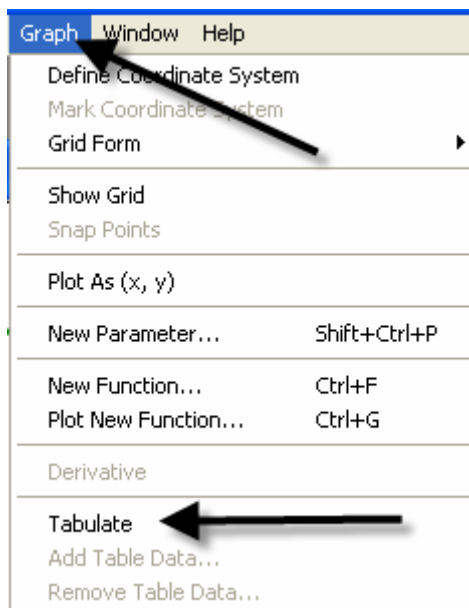 Graph Window Help
Define Coordinate System
Mark Coordinate System
Grid Form
Show Grid
Snap Points
Plot As (x, y)
New Parameter... Shift+Ctrl+P
New Function... Ctrl+F
Plot New Function... Ctrl+G
Derivative
Tabulate
Add Table Data...
Remove Table Data...